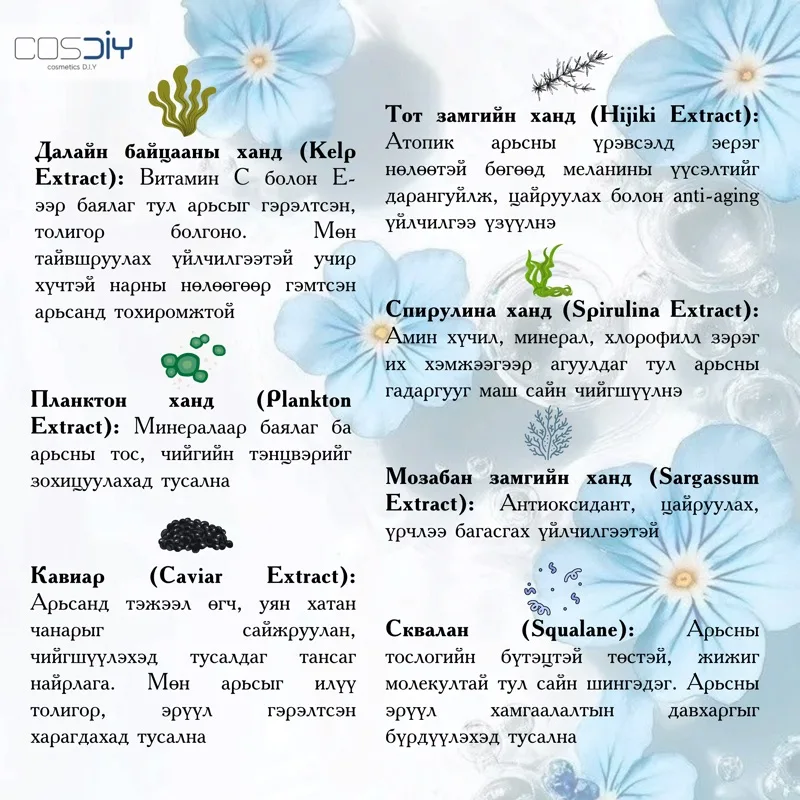 COSDIY
cosmetics D.I.Y
Далайн байцааны ханд (Kelp
Extract): Витамин С болон Е-
ээр баялаг тул арьсыг гэрэлтсэн,
толигор болгоно. Мөн
тайвшруулах үйлчилгээтэй учир
хүчтэй нарны нөлөөгөөр гэмтсэн
арьсанд тохиромжтой
Планктон ханд (Plankton
Extract): Минералаар баялаг ба
арьсны тос, чийгийн тэнцвэрийг
зохицуулахад тусална
Кавиар (Caviar Extract):
Арьсанд тэжээл өгч, уян хатан
чанарыг сайжруулан,
чийгшүүлэхэд тусалдаг тансаг
найрлага. Мөн арьсыг илүү
толигор, эрүүл гэрэлтсэн
харагдахад тусална
Тот замгийн ханд (Hijiki Extract):
Атопик арьсны үрэвсэлд эерэг
нөлөөтэй бөгөөд меланины үүсэлтийг
дарангуйлж, цайруулах болон anti-aging
үйлчилгээ үзүүлнэ
Спирулина ханд (Spirulina Extract):
Амин хүчил, минерал, хлорофилл зэрэг
их хэмжээгээр агуулдаг тул арьсны
гадаргууг маш сайн чийгшүүлнэ
Мозабан замгийн ханд (Sargassum
Extract): Антиоксидант, цайруулах,
үрчлээ багасгах үйлчилгээтэй
Сквалан (Squalane): Арьсны
тослогийн бүтэцтэй төстэй, жижиг
молекултай тул сайн шингэдэг. Арьсны
эрүүл хамгаалалтын давхаргыг
бүрдүүлэхэд тусална